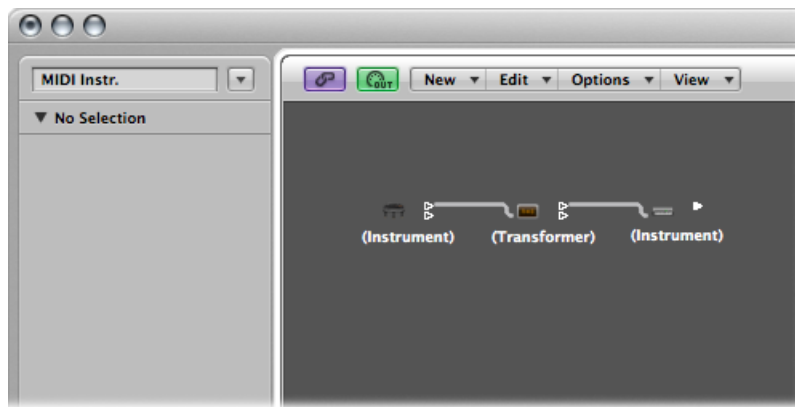 MIDI Instr.
OUT New Edit Options View
No Selection
(Instrument) (Transformer) (Instrument)